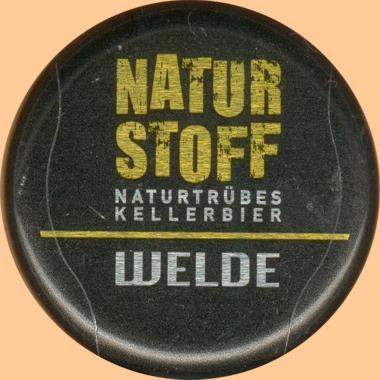 NATUR
STOFF
NATURTRÜBES
KELLERBIER
WELDE